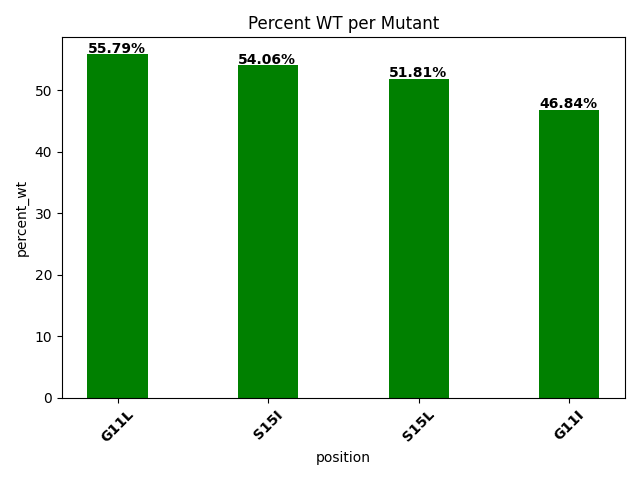 Percent WT per Mutant
55.79%
54.06%
51.81%
46.84%
percent_wt
50
40
30
20
10
0
G11L
S15I
S15L
G11I
position